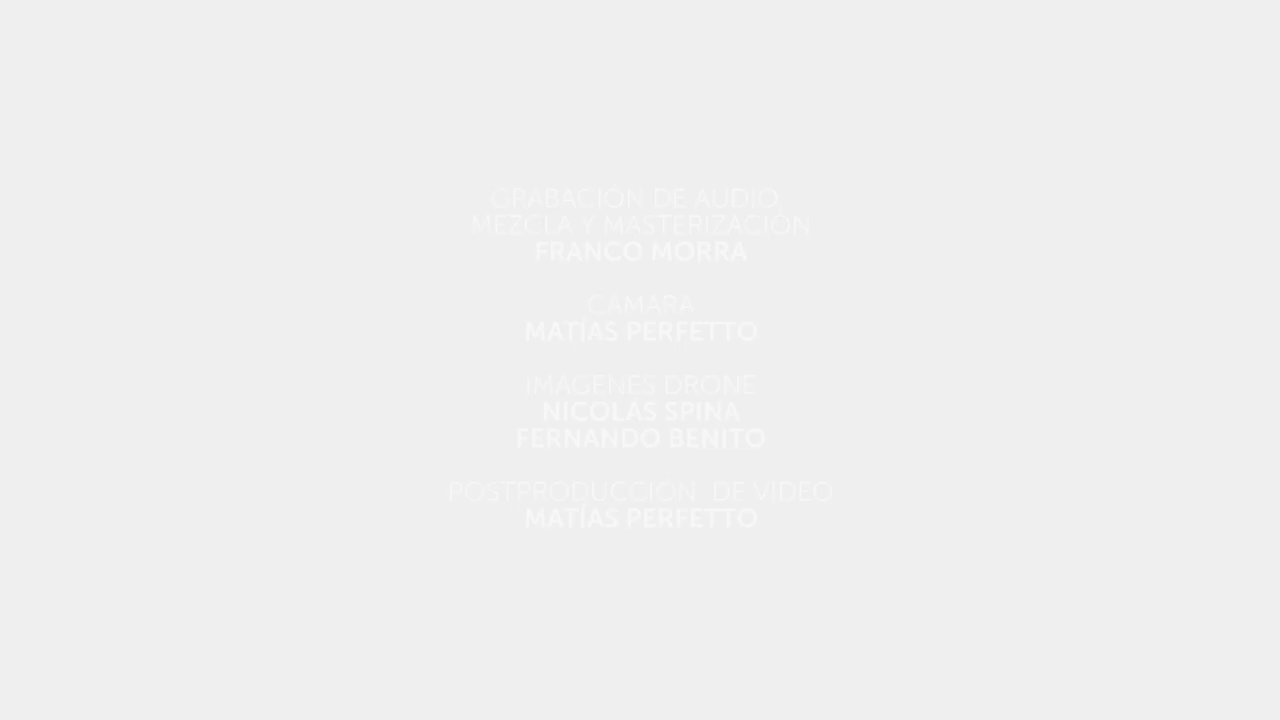 GRABACIÓN DE AUDIO,
MEZCLA Y MASTERIZACIÓN
FRANCO MORRA
CÁMARA
MATÍAS PERFETTO
IMÁGENES DRONE
NICOLÁS SPINA
FERNANDO BENITO
POSTPRODUCCIÓN DE VIDEO
MATÍAS PERFETTO